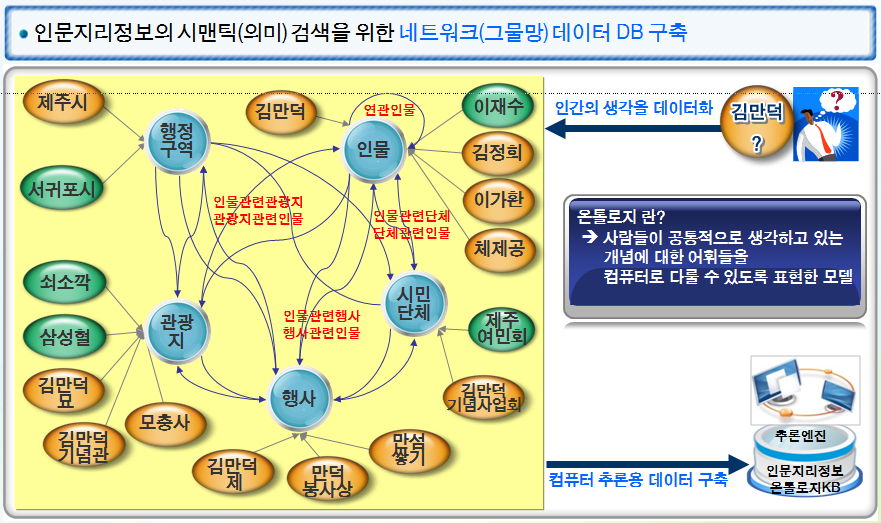 • 인문지리정보의 시맨틱(의미) 검색을 위한 네트워크(그물망) 데이터 DB 구축
제주시
서귀포시
행정
구역
김만덕
연관인물
인물
이재수
김정희
이가환
체제공
인물관련관광지
관광지관련인물
인물관련단체
단체관련인물
쇠소깍
삼성혈
김만덕
묘
김만덕
기념관
모충사
관광
지
인물관련행사
행사관련인물
시민
단체
제주
여민회
김만덕
기념사업회
행사
김만덕
제
만덕
봉사상
만섬
쌓기
인간의 생각을 데이터화
김만덕
?
?
온톨로지 란?
➔ 사람들이 공통적으로 생각하고 있는
개념에 대한 어휘들을
컴퓨터로 다룰 수 있도록 표현한 모델
컴퓨터 추론용 데이터 구축
추론엔진
인문지리정보
온톨로지KB